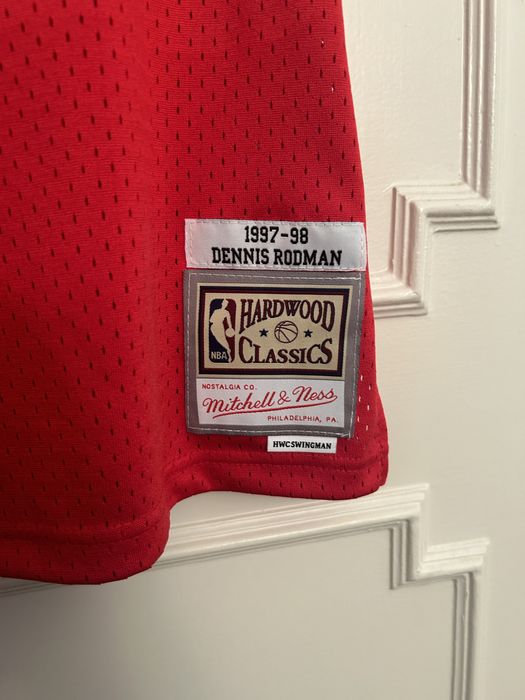 1997-98
DENNIS RODMAN
HARDWOOD
NBA
CLASSICS
NOSTALGIA CO.
Mitchell & Ness
PHILADELPHIA, PA.
HWCSWINGMAN